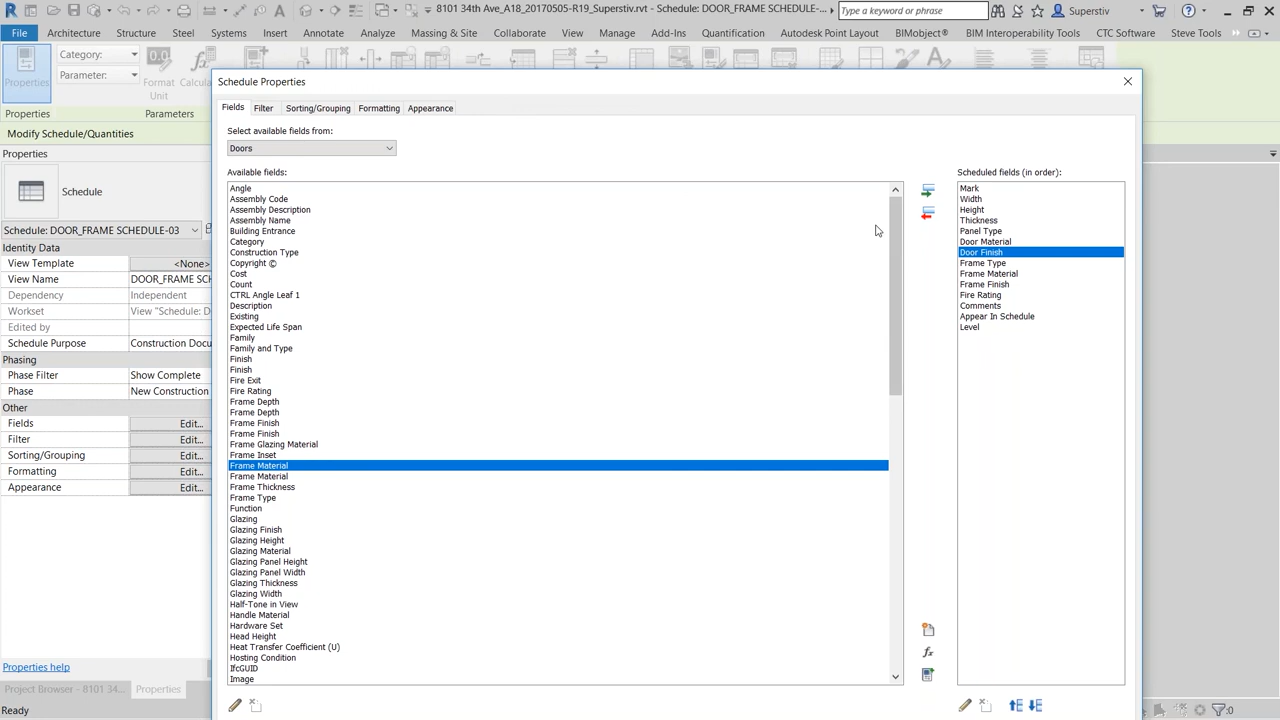 8101 34th Ave_A18_20170505-R19_Superstiv.rvt - Schedule: DOOR_FRAME SCHEDULE-...
Type a keyword or phrase
Superstiv
File Architecture Structure Steel Systems Insert Annotate Analyze Massing & Site Collaborate View Manage Add-Ins Quantification Autodesk Point Layout BIMobject® BIM Interoperability Tools CTC Software Steve Tools
Properties
Category:
Parameter:
Format
Unit
Properties
Parameters
Modify Schedule/Quantities
Properties
Schedule
Schedule: DOOR_FRAME SCHEDULE-03
Identity Data
View Template <None>
View Name DOOR_FRAME SCH
Dependency Independent
Workset View "Schedule: D
Edited by
Schedule Purpose Construction Docu
Phasing
Phase Filter Show Complete
Phase New Construction
Other
Fields Edit...
Filter Edit...
Sorting/Grouping Edit...
Formatting Edit...
Appearance Edit...
Properties help
Project Browser - 8101 34... Properties
Ready
Schedule Properties
Fields Filter Sorting/Grouping Formatting Appearance
Select available fields from:
Doors
Available fields:
Angle
Assembly Code
Assembly Description
Assembly Name
Building Entrance
Category
Construction Type
Copyright ©
Cost
Count
CTRL Angle Leaf 1
Description
Existing
Expected Life Span
Family
Family and Type
Finish
Finish
Fire Exit
Fire Rating
Frame Depth
Frame Depth
Frame Finish
Frame Finish
Frame Glazing Material
Frame Inset
Frame Material
Frame Material
Frame Thickness
Frame Type
Function
Glazing
Glazing Finish
Glazing Height
Glazing Material
Glazing Panel Height
Glazing Panel Width
Glazing Thickness
Glazing Width
Half-Tone in View
Handle Material
Hardware Set
Head Height
Heat Transfer Coefficient (U)
Hosting Condition
IfcGUID
Image
Scheduled fields (in order):
Mark
Width
Height
Thickness
Panel Type
Door Material
Door Finish
Frame Type
Frame Material
Frame Finish
Fire Rating
Comments
Appear In Schedule
Level
fx
:0